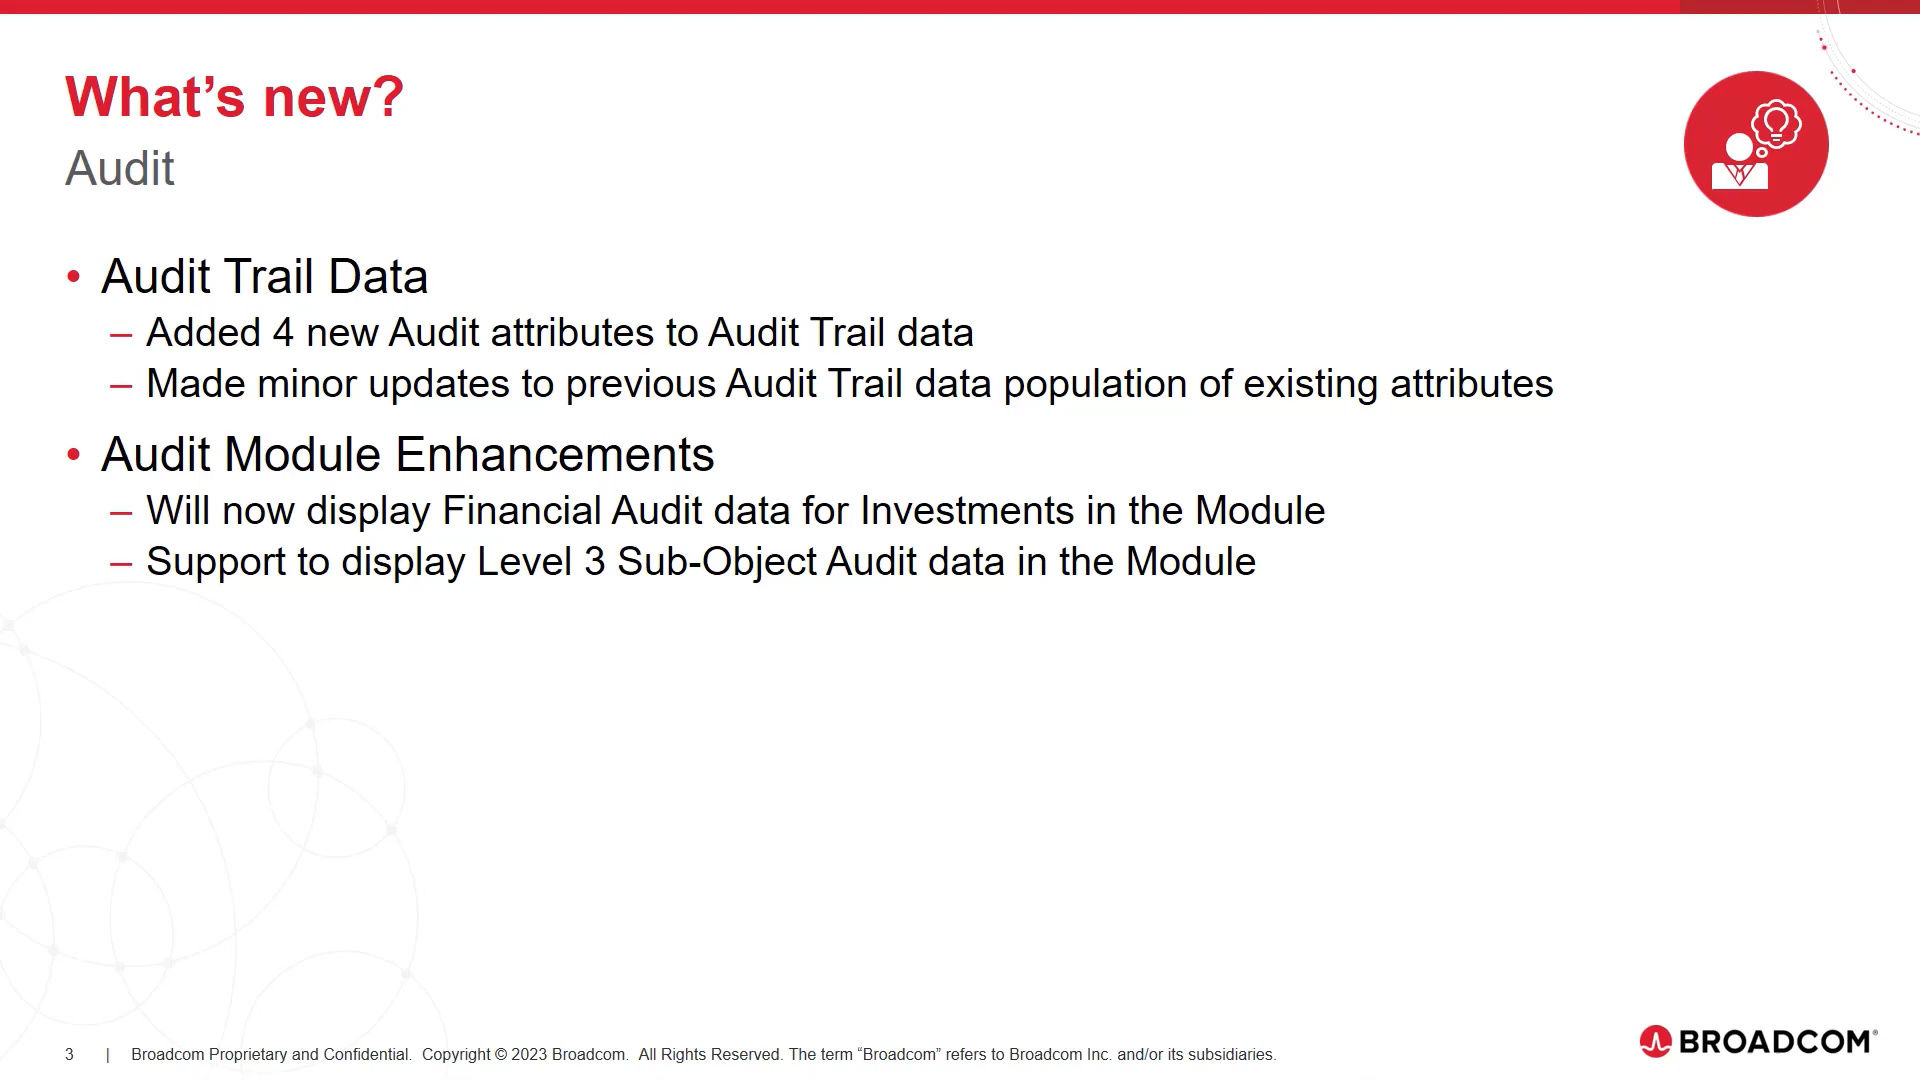 What’s new?
Audit
• Audit Trail Data
– Added 4 new Audit attributes to Audit Trail data
– Made minor updates to previous Audit Trail data population of existing attributes
• Audit Module Enhancements
– Will now display Financial Audit data for Investments in the Module
– Support to display Level 3 Sub-Object Audit data in the Module
3 | Broadcom Proprietary and Confidential. Copyright © 2023 Broadcom. All Rights Reserved. The term “Broadcom” refers to Broadcom Inc. and/or its subsidiaries.
BROADCOM®